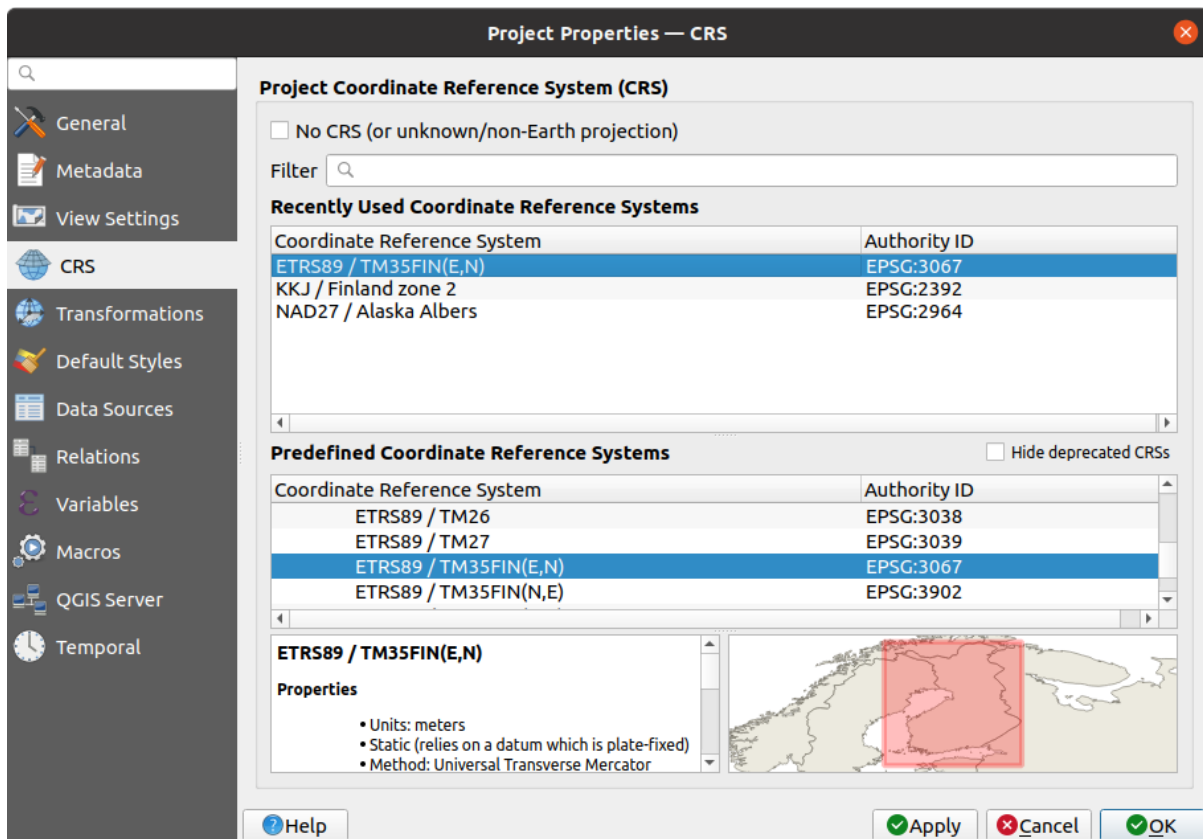 Project Properties — CRS
General
Metadata
View Settings
CRS
Transformations
Default Styles
Data Sources
Relations
Variables
Macros
QGIS Server
Temporal
Project Coordinate Reference System (CRS)
No CRS (or unknown/non-Earth projection)
Filter
Recently Used Coordinate Reference Systems
Coordinate Reference System Authority ID
ETRS89 / TM35FIN(E,N) EPSG:3067
KKJ / Finland zone 2 EPSG:2392
NAD27 / Alaska Albers EPSG:2964
Predefined Coordinate Reference Systems Hide deprecated CRSs
Coordinate Reference System Authority ID
ETRS89 / TM26 EPSG:3038
ETRS89 / TM27 EPSG:3039
ETRS89 / TM35FIN(E,N) EPSG:3067
ETRS89 / TM35FIN(N,E) EPSG:3902
ETRS89 / TM35FIN(E,N)
Properties
• Units: meters
• Static (relies on a datum which is plate-fixed)
• Method: Universal Transverse Mercator
Help Apply Cancel OK